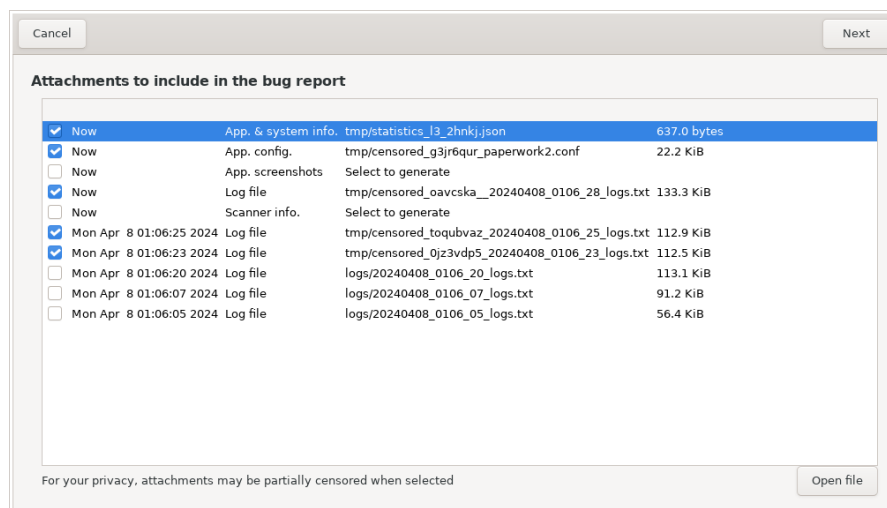 Cancel Next
Attachments to include in the bug report
Now App. & system info. tmp/statistics_l3_2hnkj.json 637.0 bytes
Now App. config. tmp/censored_g3jr6qur_paperwork2.conf 22.2 KiB
Now App. screenshots Select to generate
Now Log file tmp/censored_oavcska__20240408_0106_28_logs.txt 133.3 KiB
Now Scanner info. Select to generate
Mon Apr  8 01:06:25 2024 Log file tmp/censored_toqubvaz_20240408_0106_25_logs.txt 112.9 KiB
Mon Apr  8 01:06:23 2024 Log file tmp/censored_0jz3vdp5_20240408_0106_23_logs.txt 112.5 KiB
Mon Apr  8 01:06:20 2024 Log file logs/20240408_0106_20_logs.txt 113.1 KiB
Mon Apr  8 01:06:07 2024 Log file logs/20240408_0106_07_logs.txt 91.2 KiB
Mon Apr  8 01:06:05 2024 Log file logs/20240408_0106_05_logs.txt 56.4 KiB
For your privacy, attachments may be partially censored when selected Open file